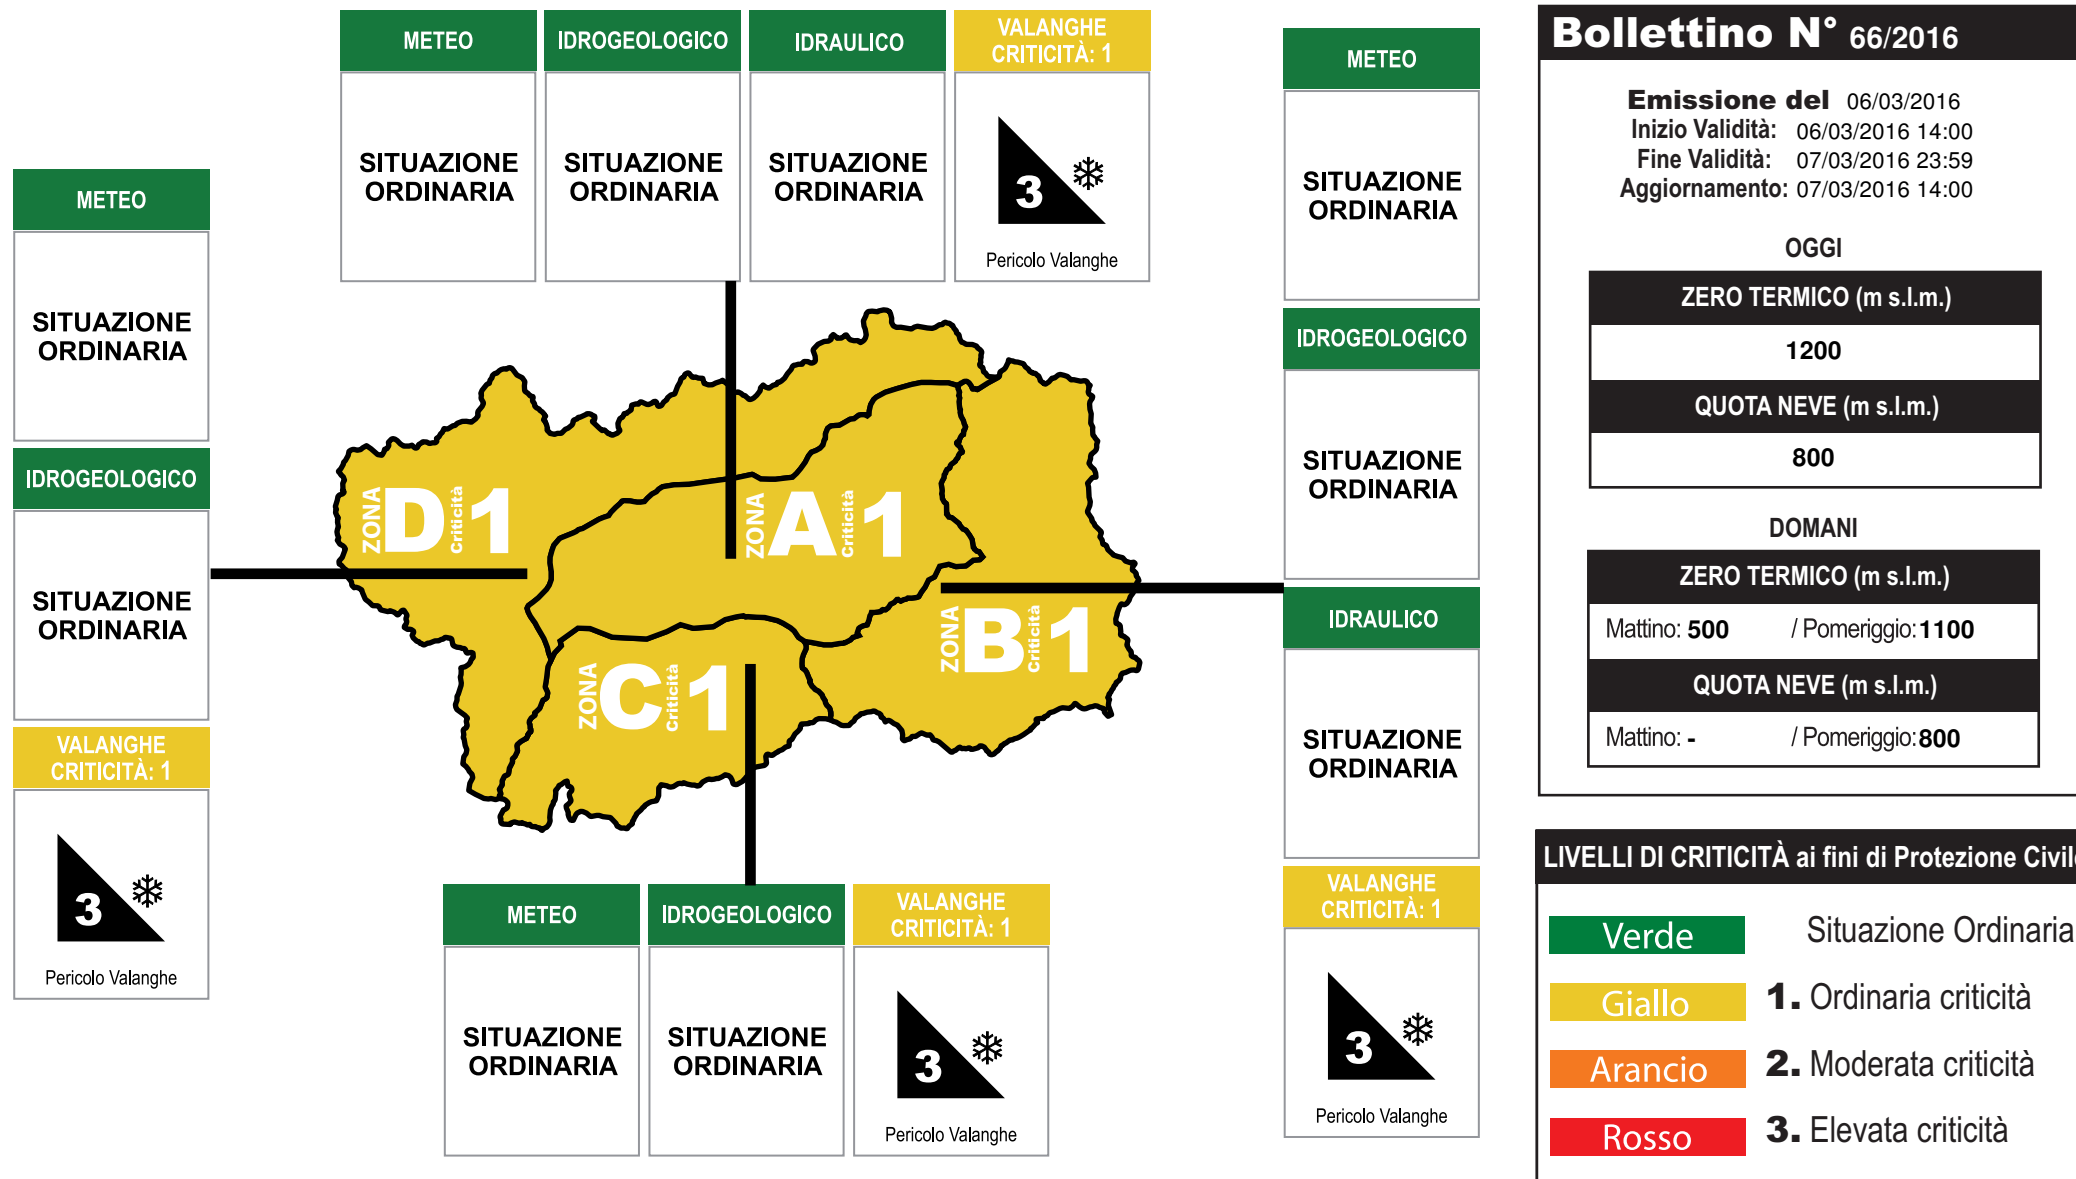 METEO
SITUAZIONE
ORDINARIA
IDROGEOLOGICO
SITUAZIONE
ORDINARIA
IDRAULICO
SITUAZIONE
ORDINARIA
VALANGHE
CRITICITÀ: 1
3
Pericolo Valanghe
METEO
SITUAZIONE
ORDINARIA
IDROGEOLOGICO
SITUAZIONE
ORDINARIA
VALANGHE
CRITICITÀ: 1
3
Pericolo Valanghe
ZONA D Criticità 1
ZONA A Criticità 1
ZONA B Criticità 1
ZONA C Criticità 1
METEO
SITUAZIONE
ORDINARIA
IDROGEOLOGICO
SITUAZIONE
ORDINARIA
VALANGHE
CRITICITÀ: 1
3
Pericolo Valanghe
METEO
SITUAZIONE
ORDINARIA
IDROGEOLOGICO
SITUAZIONE
ORDINARIA
IDRAULICO
SITUAZIONE
ORDINARIA
VALANGHE
CRITICITÀ: 1
3
Pericolo Valanghe
Bollettino N° 66/2016
Emissione del 06/03/2016
Inizio Validità: 06/03/2016 14:00
Fine Validità: 07/03/2016 23:59
Aggiornamento: 07/03/2016 14:00
OGGI
ZERO TERMICO (m s.l.m.)
1200
QUOTA NEVE (m s.l.m.)
800
DOMANI
ZERO TERMICO (m s.l.m.)
Mattino: 500 / Pomeriggio: 1100
QUOTA NEVE (m s.l.m.)
Mattino: - / Pomeriggio: 800
LIVELLI DI CRITICITÀ ai fini di Protezione Civile
Verde Situazione Ordinaria
Giallo 1. Ordinaria criticità
Arancio 2. Moderata criticità
Rosso 3. Elevata criticità